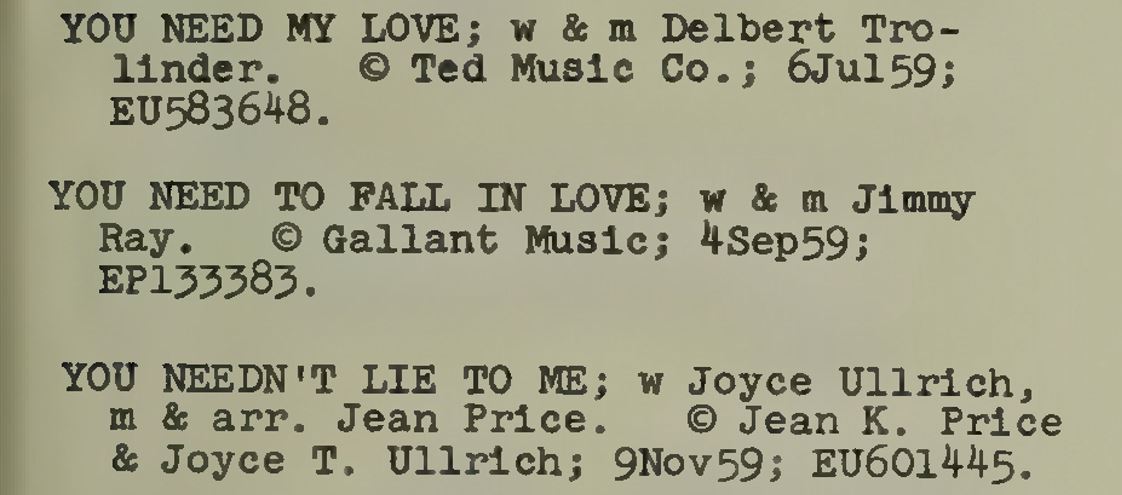 YOU NEED MY LOVE; w & m Delbert Tro-
linder. © Ted Music Co.; 6Jul59;
EU583648.
YOU NEED TO FALL IN LOVE; w & m Jimmy
Ray. © Gallant Music; 4Sep59;
EP133383.
YOU NEEDN'T LIE TO ME; w Joyce Ullrich,
m & arr. Jean Price. © Jean K. Price
& Joyce T. Ullrich; 9Nov59; EU601445.